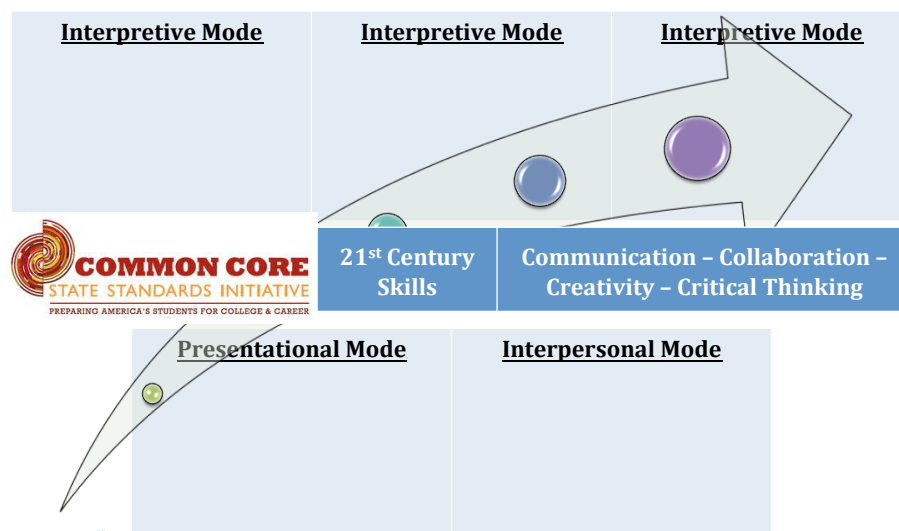 Interpretive Mode
Interpretive Mode
Interpretive Mode
COMMON CORE
STATE STANDARDS INITIATIVE
PREPARING AMERICA'S STUDENTS FOR COLLEGE & CAREER
21st Century
Skills
Communication – Collaboration –
Creativity – Critical Thinking
Presentational Mode
Interpersonal Mode